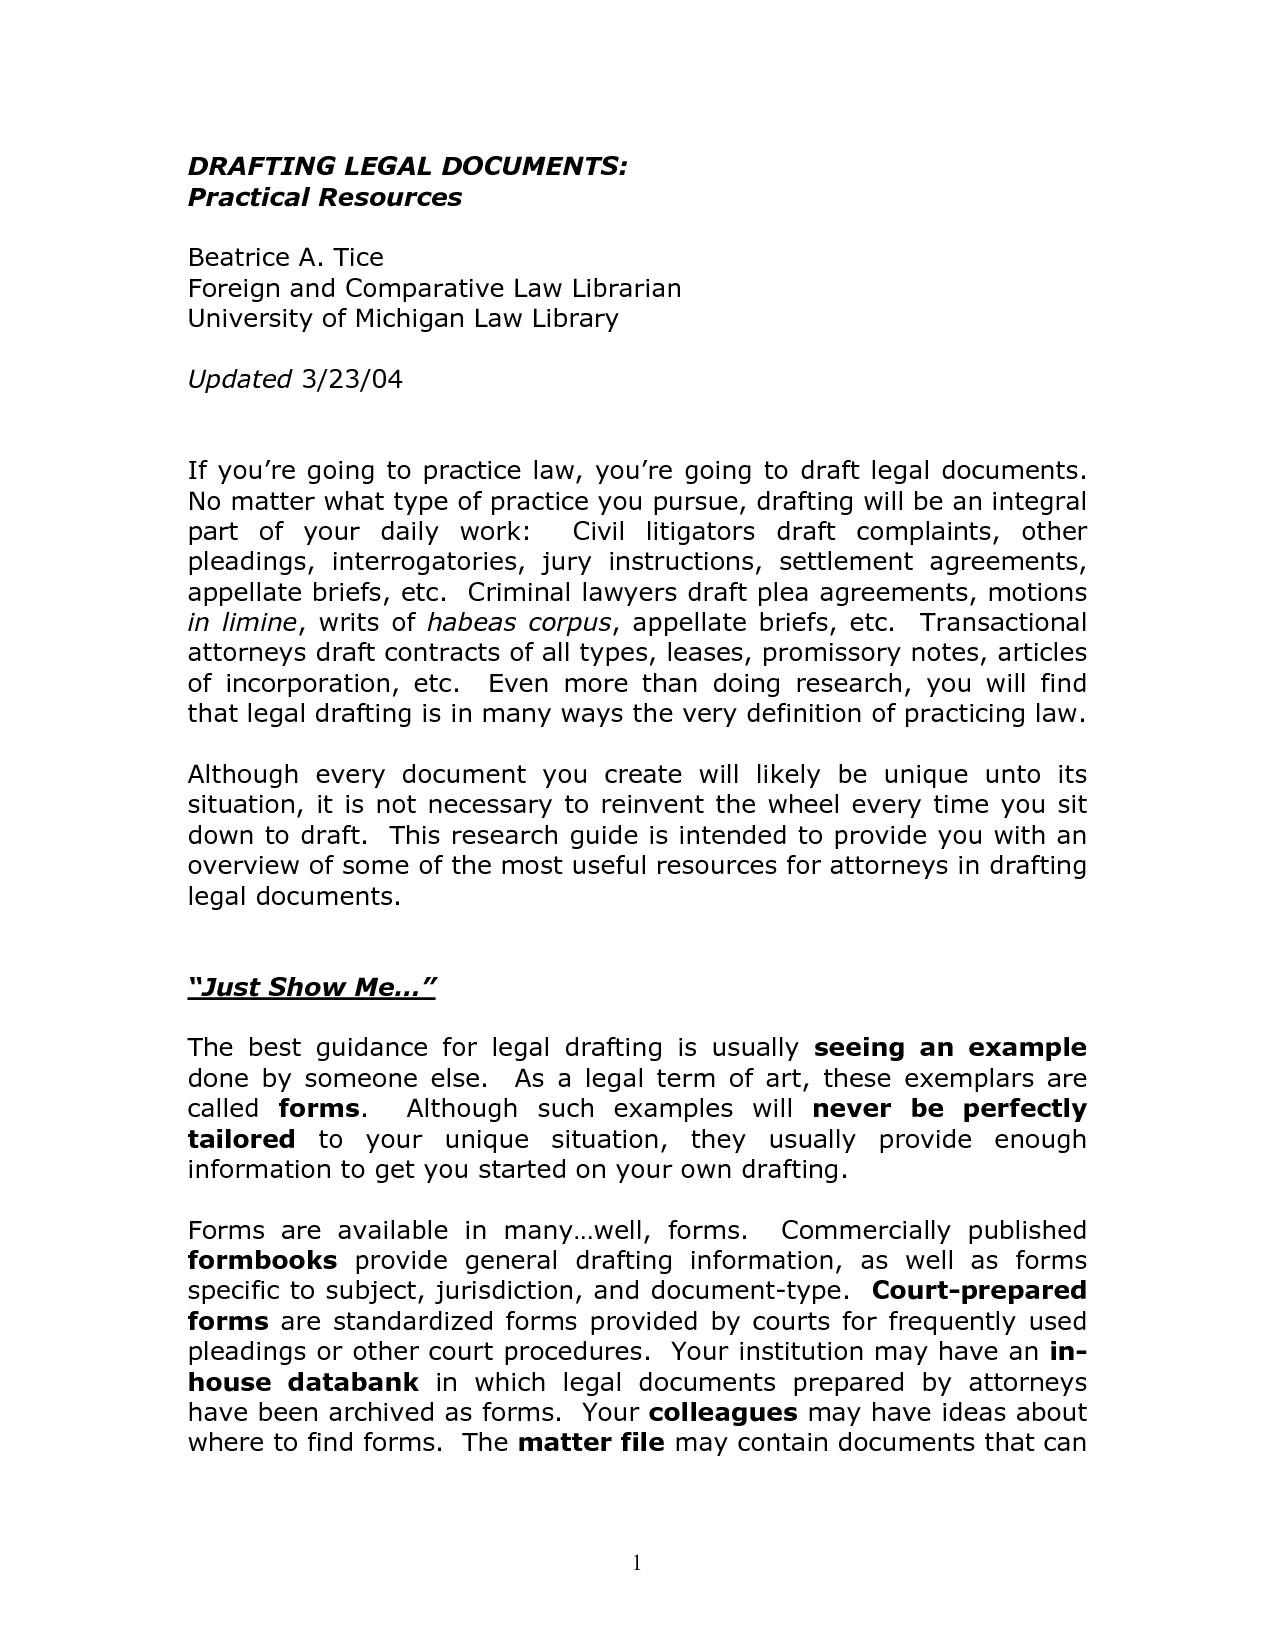 DRAFTING LEGAL DOCUMENTS:
Practical Resources
Beatrice A. Tice
Foreign and Comparative Law Librarian
University of Michigan Law Library
Updated 3/23/04
If you’re going to practice law, you’re going to draft legal documents.
No matter what type of practice you pursue, drafting will be an integral
part of your daily work: Civil litigators draft complaints, other
pleadings, interrogatories, jury instructions, settlement agreements,
appellate briefs, etc. Criminal lawyers draft plea agreements, motions
in limine, writs of habeas corpus, appellate briefs, etc. Transactional
attorneys draft contracts of all types, leases, promissory notes, articles
of incorporation, etc. Even more than doing research, you will find
that legal drafting is in many ways the very definition of practicing law.
Although every document you create will likely be unique unto its
situation, it is not necessary to reinvent the wheel every time you sit
down to draft. This research guide is intended to provide you with an
overview of some of the most useful resources for attorneys in drafting
legal documents.
“Just Show Me…”
The best guidance for legal drafting is usually seeing an example
done by someone else. As a legal term of art, these exemplars are
called forms. Although such examples will never be perfectly
tailored to your unique situation, they usually provide enough
information to get you started on your own drafting.
Forms are available in many…well, forms. Commercially published
formbooks provide general drafting information, as well as forms
specific to subject, jurisdiction, and document-type. Court-prepared
forms are standardized forms provided by courts for frequently used
pleadings or other court procedures. Your institution may have an in-
house databank in which legal documents prepared by attorneys
have been archived as forms. Your colleagues may have ideas about
where to find forms. The matter file may contain documents that can
1